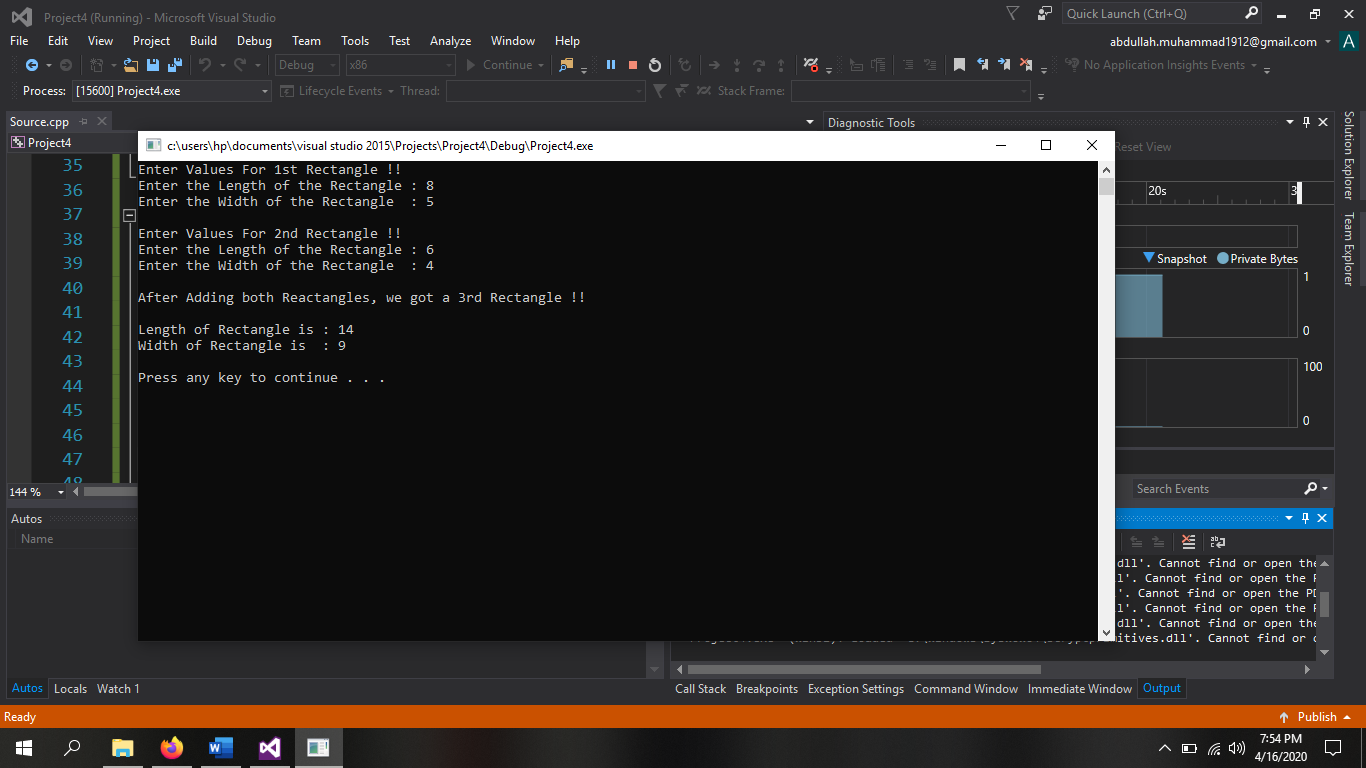 Project4 (Running) - Microsoft Visual Studio
Quick Launch (Ctrl+Q)
File Edit View Project Build Debug Team Tools Test Analyze Window Help
abdullah.muhammad1912@gmail.com A
Debug x86 Continue No Application Insights Events
Process: [15600] Project4.exe Lifecycle Events Thread: Stack Frame:
Source.cpp
Diagnostic Tools
Project4
c:\users\hp\documents\visual studio 2015\Projects\Project4\Debug\Project4.exe
Reset View
Solution Explorer
Team Explorer
35
36
37
38
39
40
41
42
43
44
45
46
47
48
Enter Values For 1st Rectangle !!
Enter the Length of the Rectangle : 8
Enter the Width of the Rectangle  : 5
Enter Values For 2nd Rectangle !!
Enter the Length of the Rectangle : 6
Enter the Width of the Rectangle  : 4
After Adding both Reactangles, we got a 3rd Rectangle !!
Length of Rectangle is : 14
Width of Rectangle is  : 9
Press any key to continue . . .
20s 3
Snapshot Private Bytes
1
0
100
0
144 %
Search Events
Autos
Name
dll'. Cannot find or open the
l'. Cannot find or open the P
'. Cannot find or open the PD
l'. Cannot find or open the P
dll'. Cannot find or open the
itives.dll'. Cannot find or o
Autos Locals Watch 1
Call Stack Breakpoints Exception Settings Command Window Immediate Window Output
Ready
Publish
7:54 PM
4/16/2020